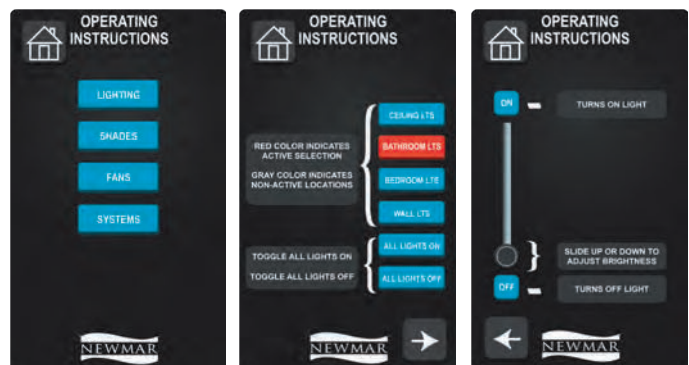 OPERATING
INSTRUCTIONS
LIGHTING
SHADES
FANS
SYSTEMS
NEWMAR
OPERATING
INSTRUCTIONS
CEILING LTS
RED COLOR INDICATES
ACTIVE SELECTION
BATHROOM LTS
GRAY COLOR INDICATES
NON-ACTIVE LOCATIONS
BEDROOM LTS
WALL LTS
TOGGLE ALL LIGHTS ON
ALL LIGHTS ON
TOGGLE ALL LIGHTS OFF
ALL LIGHTS OFF
NEWMAR
OPERATING
INSTRUCTIONS
ON
TURNS ON LIGHT
SLIDE UP OR DOWN TO
ADJUST BRIGHTNESS
OFF
TURNS OFF LIGHT
NEWMAR